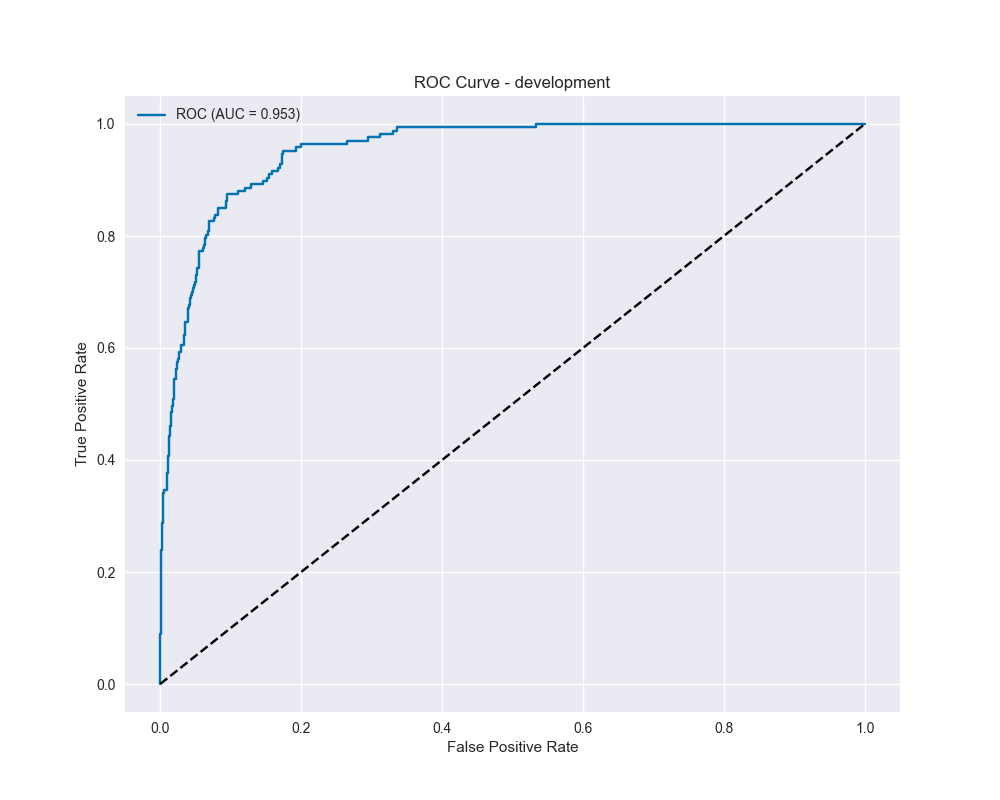 ROC Curve - development
ROC (AUC = 0.953)
1.0
0.8
0.6
0.4
0.2
0.0
True Positive Rate
0.0 0.2 0.4 0.6 0.8 1.0
False Positive Rate